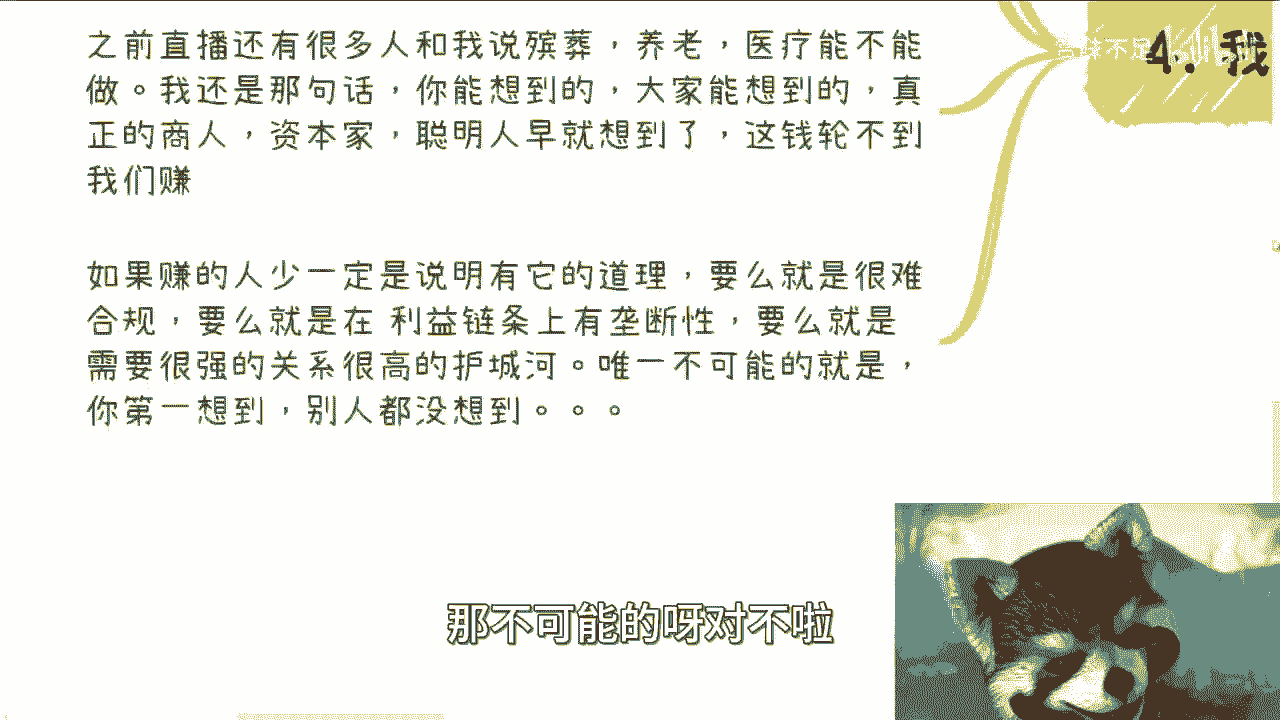 之前直播还有很多人和我说殡葬，养老，医疗能不能
做。我还是那句话，你能想到的，大家能想到的，真
正的商人，资本家，聪明人早就想到了，这钱轮不到
我们赚
如果赚的人少一定是说明有它的道理，要么就是很难
合规，要么就是在 利益链条上有垄断性，要么就是
需要很强的关系很高的护城河。唯一不可能的就是，
你第一想到，别人都没想到。。。
4. 我
那不可能的呀对不啦